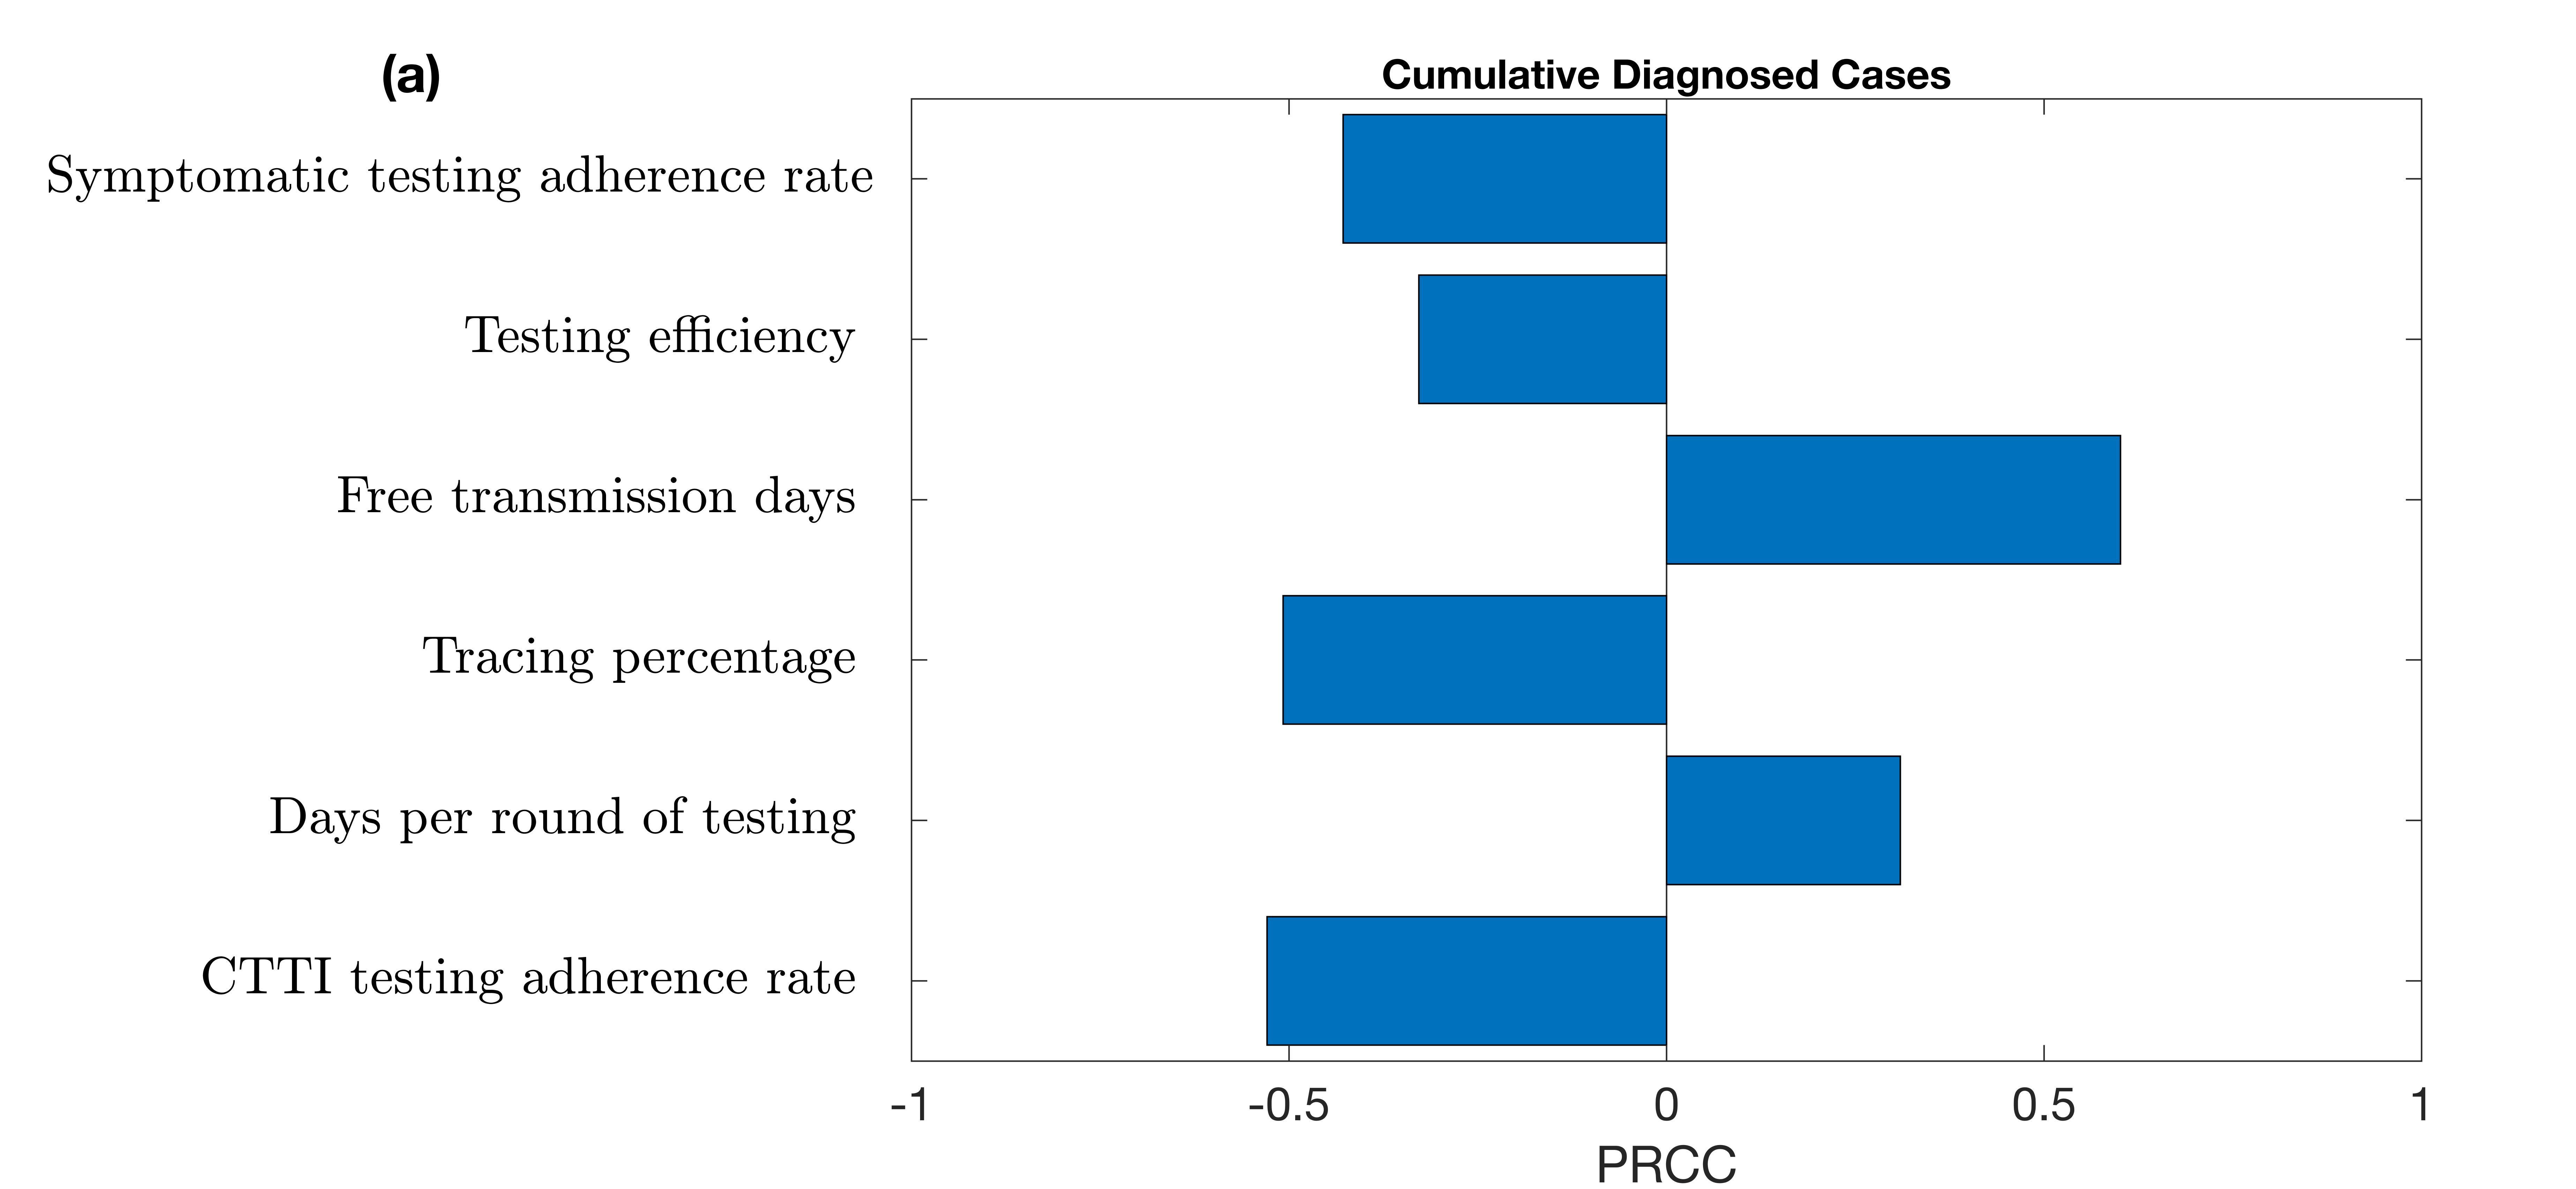 (a)
Cumulative Diagnosed Cases
Symptomatic testing adherence rate
Testing efficiency
Free transmission days
Tracing percentage
Days per round of testing
CTTI testing adherence rate
-1 -0.5 0 0.5 1
PRCC